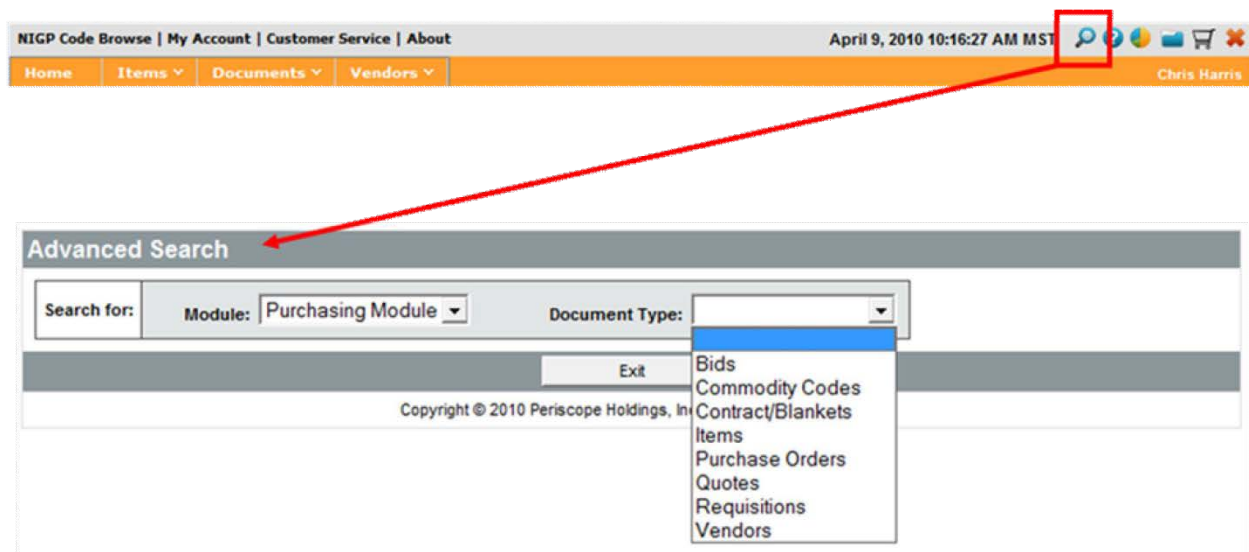 NIGP Code Browse | My Account | Customer Service | About April 9, 2010 10:16:27 AM MST
Home Items Documents Vendors Chris Harris
Advanced Search
Search for: Module: Purchasing Module Document Type:
Exit
Copyright © 2010 Periscope Holdings,
Bids
Commodity Codes
Contract/Blankets
Items
Purchase Orders
Quotes
Requisitions
Vendors